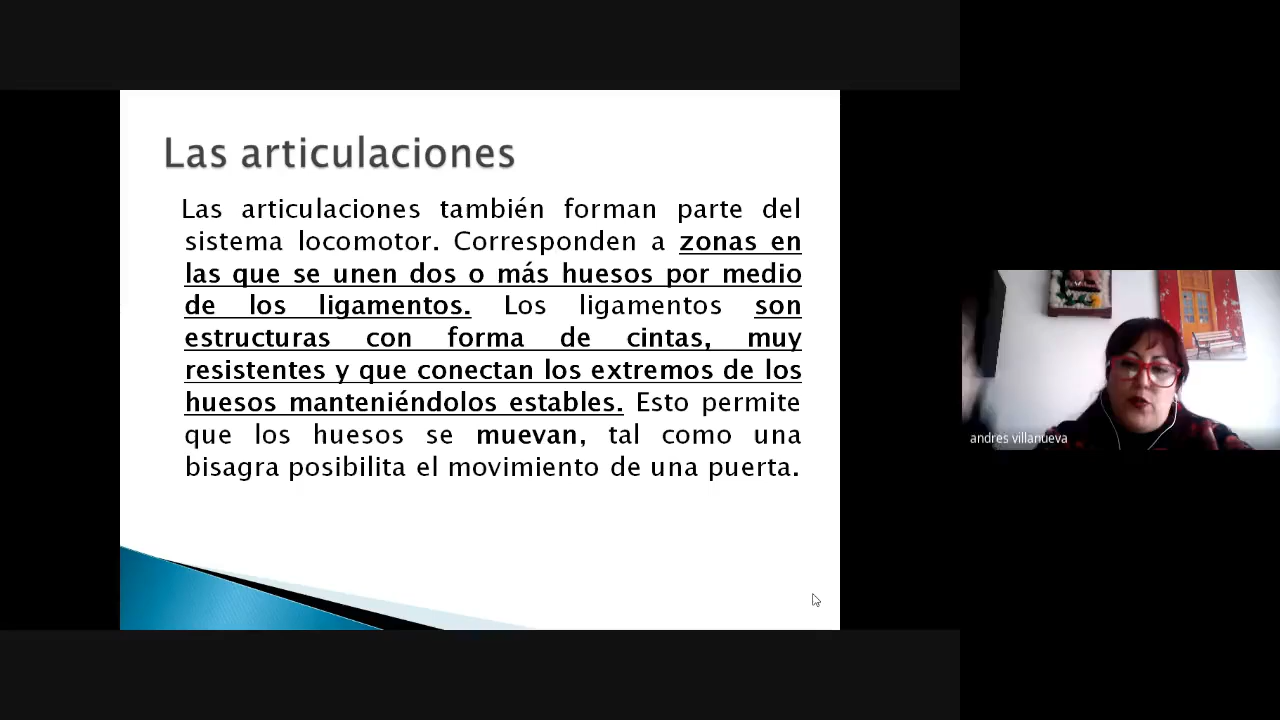 Las articulaciones
Las articulaciones también forman parte del
sistema locomotor. Corresponden a zonas en
las que se unen dos o más huesos por medio
de los ligamentos. Los ligamentos son
estructuras con forma de cintas, muy
resistentes y que conectan los extremos de los
huesos manteniéndolos estables. Esto permite
que los huesos se muevan, tal como una
bisagra posibilita el movimiento de una puerta.
andres villanueva